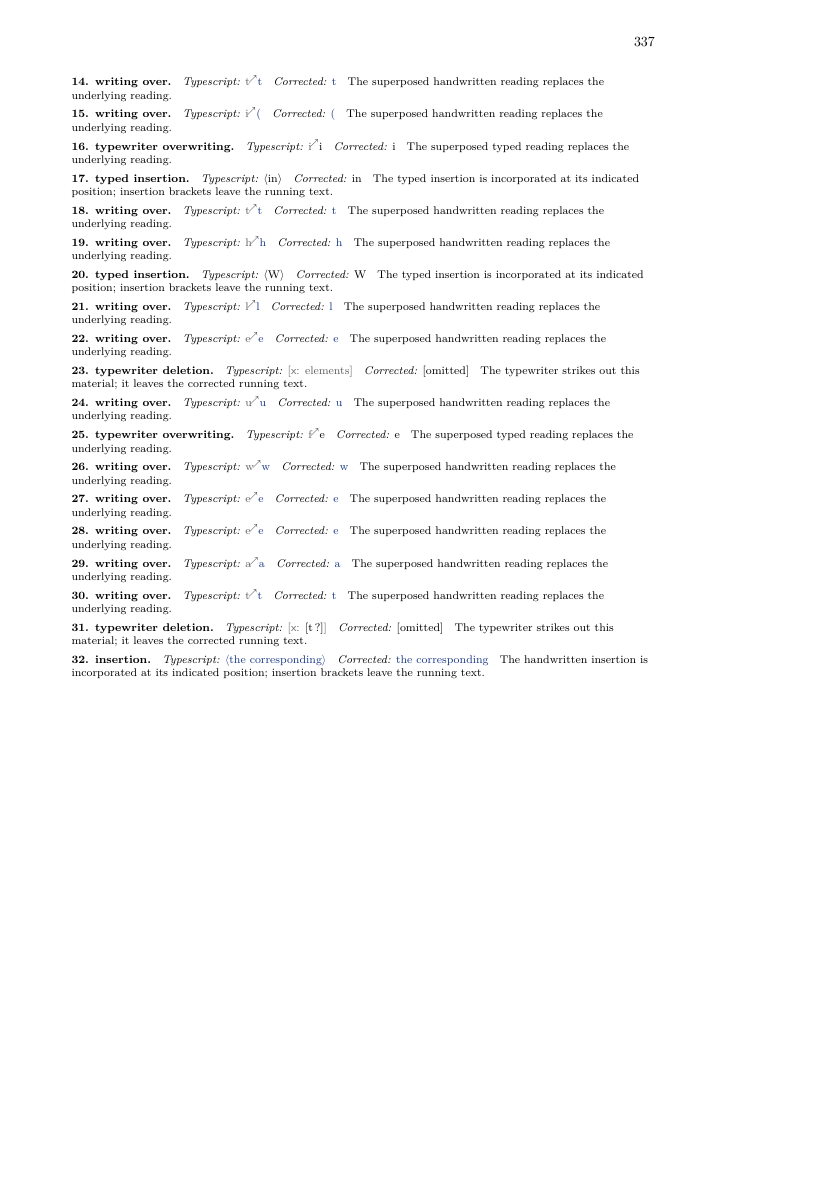 337
14. writing over. Typescript: t↗t Corrected: t The superposed handwritten reading replaces the
underlying reading.
15. writing over. Typescript: i↗( Corrected: ( The superposed handwritten reading replaces the
underlying reading.
16. typewriter overwriting. Typescript: i↗i Corrected: i The superposed typed reading replaces the
underlying reading.
17. typed insertion. Typescript: ⟨in⟩ Corrected: in The typed insertion is incorporated at its indicated
position; insertion brackets leave the running text.
18. writing over. Typescript: t↗t Corrected: t The superposed handwritten reading replaces the
underlying reading.
19. writing over. Typescript: h↗h Corrected: h The superposed handwritten reading replaces the
underlying reading.
20. typed insertion. Typescript: ⟨W⟩ Corrected: W The typed insertion is incorporated at its indicated
position; insertion brackets leave the running text.
21. writing over. Typescript: l↗l Corrected: l The superposed handwritten reading replaces the
underlying reading.
22. writing over. Typescript: e↗e Corrected: e The superposed handwritten reading replaces the
underlying reading.
23. typewriter deletion. Typescript: [x: elements] Corrected: [omitted] The typewriter strikes out this
material; it leaves the corrected running text.
24. writing over. Typescript: u↗u Corrected: u The superposed handwritten reading replaces the
underlying reading.
25. typewriter overwriting. Typescript: ↗e Corrected: e The superposed typed reading replaces the
underlying reading.
26. writing over. Typescript: w↗w Corrected: w The superposed handwritten reading replaces the
underlying reading.
27. writing over. Typescript: e↗e Corrected: e The superposed handwritten reading replaces the
underlying reading.
28. writing over. Typescript: e↗e Corrected: e The superposed handwritten reading replaces the
underlying reading.
29. writing over. Typescript: a↗a Corrected: a The superposed handwritten reading replaces the
underlying reading.
30. writing over. Typescript: t↗t Corrected: t The superposed handwritten reading replaces the
underlying reading.
31. typewriter deletion. Typescript: [x: [t ?]] Corrected: [omitted] The typewriter strikes out this
material; it leaves the corrected running text.
32. insertion. Typescript: ⟨the corresponding⟩ Corrected: the corresponding The handwritten insertion is
incorporated at its indicated position; insertion brackets leave the running text.